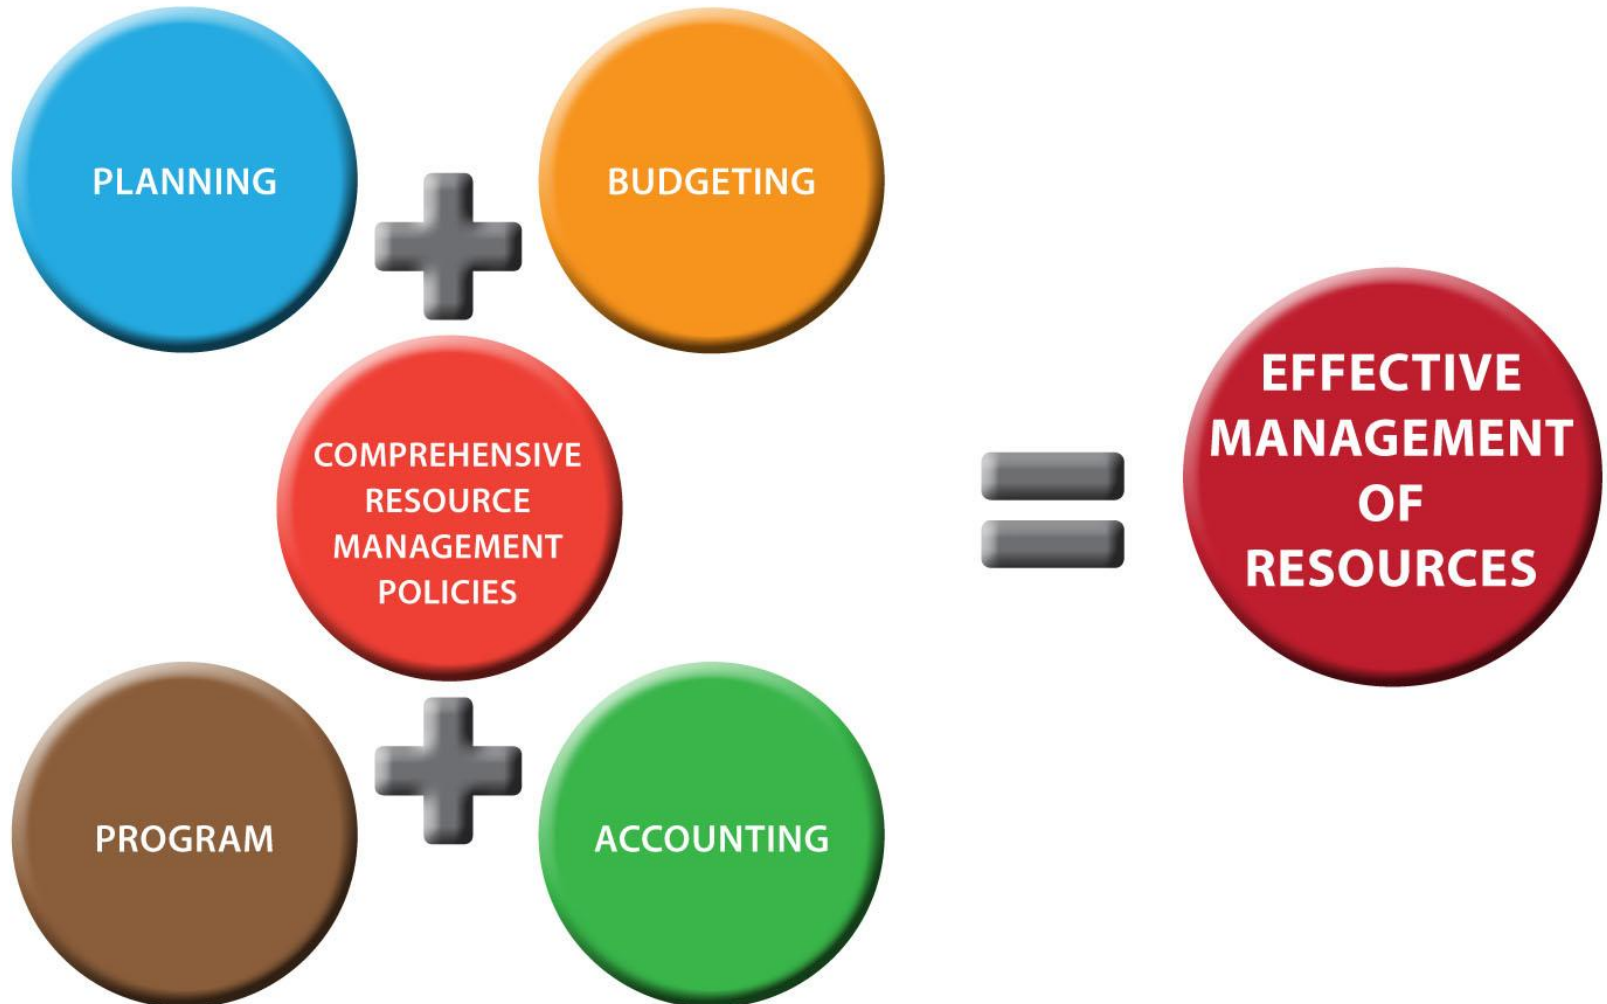 PLANNING
BUDGETING
COMPREHENSIVE
RESOURCE
MANAGEMENT
POLICIES
PROGRAM
ACCOUNTING
EFFECTIVE
MANAGEMENT
OF
RESOURCES